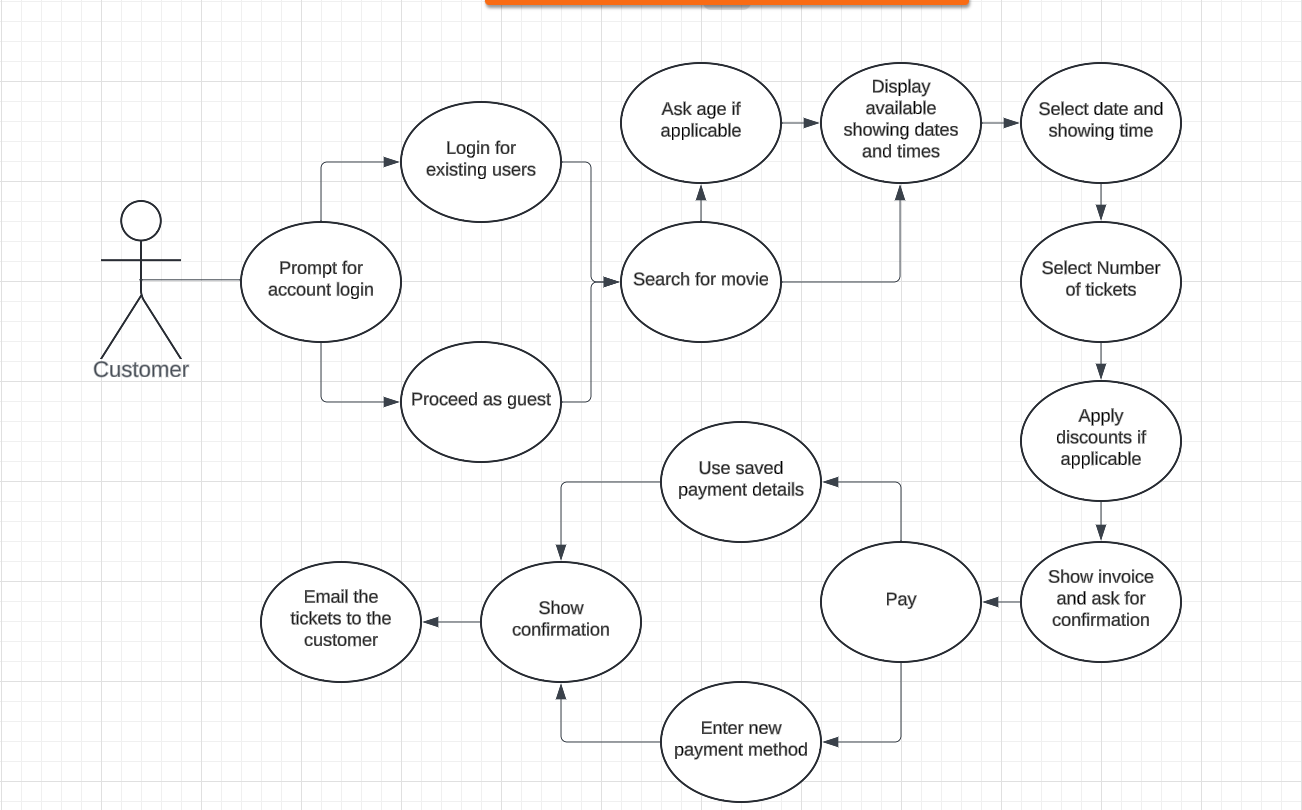 Ask age if
applicable
Display
available
showing dates
and times
Select date and
showing time
Login for
existing users
Prompt for
account login
Customer
Search for movie
Select Number
of tickets
Proceed as guest
Apply
discounts if
applicable
Use saved
payment details
Email the
tickets to the
customer
Show
confirmation
Pay
Show invoice
and ask for
confirmation
Enter new
payment method